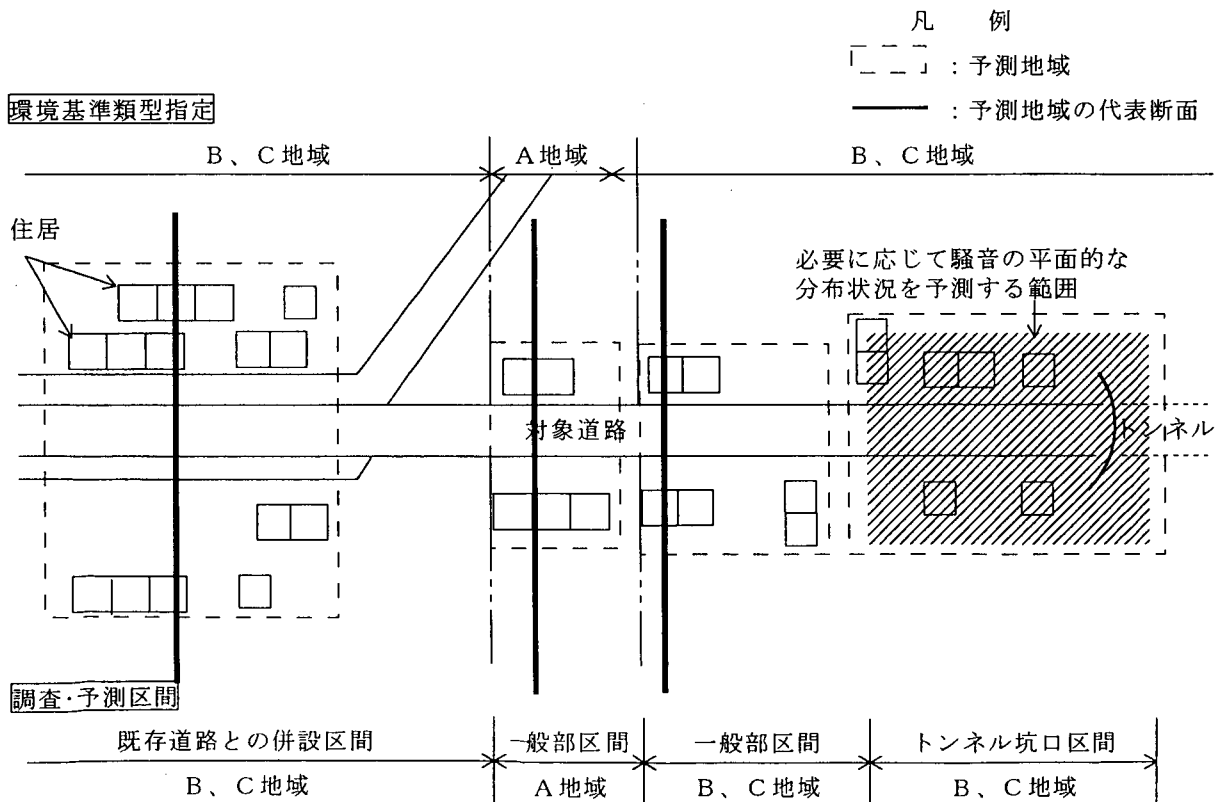 凡 例
：予測地域
：予測地域の代表断面
環境基準類型指定
B、C地域
A地域
B、C地域
住居
必要に応じて騒音の平面的な
分布状況を予測する範囲
対象道路
トンネル
調査・予測区間
既存道路との併設区間
一般部区間
一般部区間
トンネル坑口区間
B、C地域
A地域
B、C地域
B、C地域